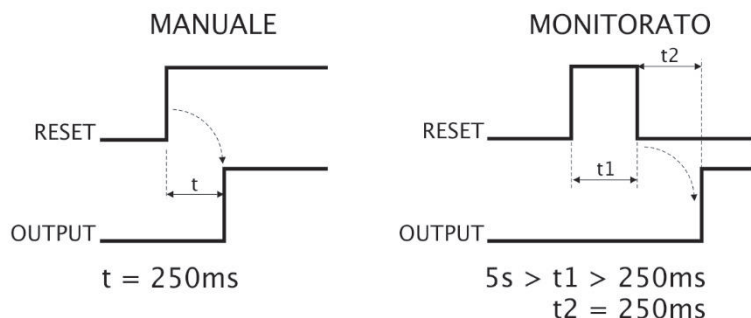 MANUALE
RESET
t
OUTPUT
t = 250ms
MONITORATO
t2
RESET
t1
OUTPUT
5s > t1 > 250ms
t2 = 250ms